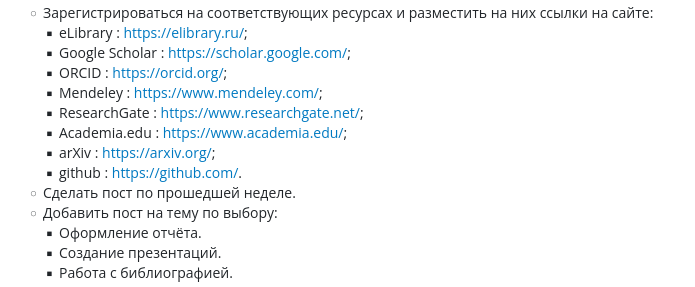 Зарегистрироваться на соответствующих ресурсах и разместить на них ссылки на сайте:
eLibrary : https://elibrary.ru/;
Google Scholar : https://scholar.google.com/;
ORCID : https://orcid.org/;
Mendeley : https://www.mendeley.com/;
ResearchGate : https://www.researchgate.net/;
Academia.edu : https://www.academia.edu/;
arXiv : https://arxiv.org/;
github : https://github.com/.
Сделать пост по прошедшей неделе.
Добавить пост на тему по выбору:
Оформление отчёта.
Создание презентаций.
Работа с библиографией.